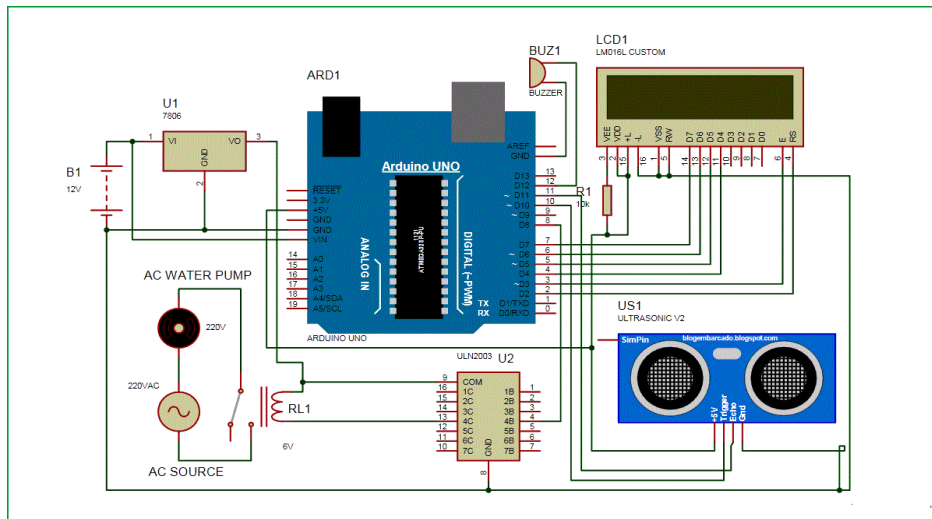 LCD1
LM016L CUSTOM
BUZ1
BUZZER
ARD1
U1
7806
1 VI VO 3
GND
2
B1
12V
Arduino UNO
AREF
GND
RESET
3.3V
+5V
GND
GND
VIN
D13 13
D12 12
~ D11 11
~ D10 10
~ D9 9
D8 8
D7 7
~ D6 6
~ D5 5
D4 4
~ D3 3
D2 2
TX D1/TXD 1
RX D0/RXD 0
14 A0
15 A1
16 A2
17 A3
18 A4/SDA
19 A5/SCL
ANALOG IN
DIGITAL (~PWM)
ARDUINO UNO
VEE VDD +L -L VSS RW D7 D6 D5 D4 D3 D2 D1 D0 E RS
3 2 15 16 1 5 14 13 12 11 10 9 8 7 6 4
R1
10k
AC WATER PUMP
220V
220VAC
AC SOURCE
RL1
6V
ULN2003
U2
9 COM
16 1C 1B 1
15 2C 2B 2
14 3C 3B 3
13 4C 4B 4
12 5C 5B 5
11 6C 6B 6
10 7C 7B 7
GND
8
US1
ULTRASONIC V2
SimPin
blogembarcado.blogspot.com
+5V
Trigger
Echo
Gnd